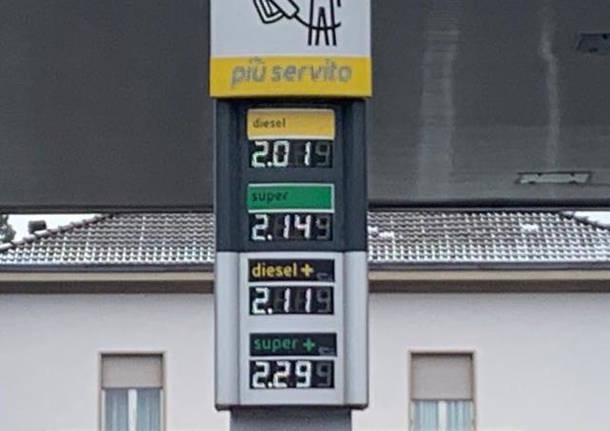 più servito
diesel
2.019
super
2.149
diesel+
2.119
super+
2.299